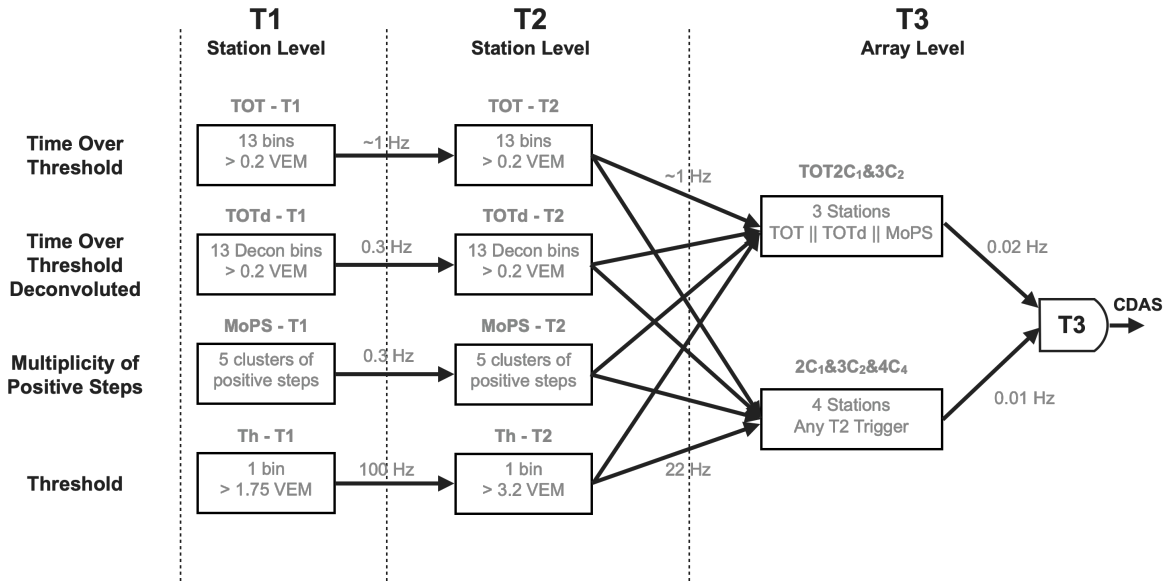 T1
Station Level
T2
Station Level
T3
Array Level
Time Over
Threshold
TOT - T1
13 bins
> 0.2 VEM
~1 Hz
TOT - T2
13 bins
> 0.2 VEM
~1 Hz
TOT2C₁&3C₂
3 Stations
TOT || TOTd || MoPS
0.02 Hz
Time Over
Threshold
Deconvoluted
TOTd - T1
13 Decon bins
> 0.2 VEM
0.3 Hz
TOTd - T2
13 Decon bins
> 0.2 VEM
T3
CDAS
Multiplicity of
Positive Steps
MoPS - T1
5 clusters of
positive steps
0.3 Hz
MoPS - T2
5 clusters of
positive steps
2C₁&3C₂&4C₄
4 Stations
Any T2 Trigger
0.01 Hz
Threshold
Th - T1
1 bin
> 1.75 VEM
100 Hz
Th - T2
1 bin
> 3.2 VEM
22 Hz